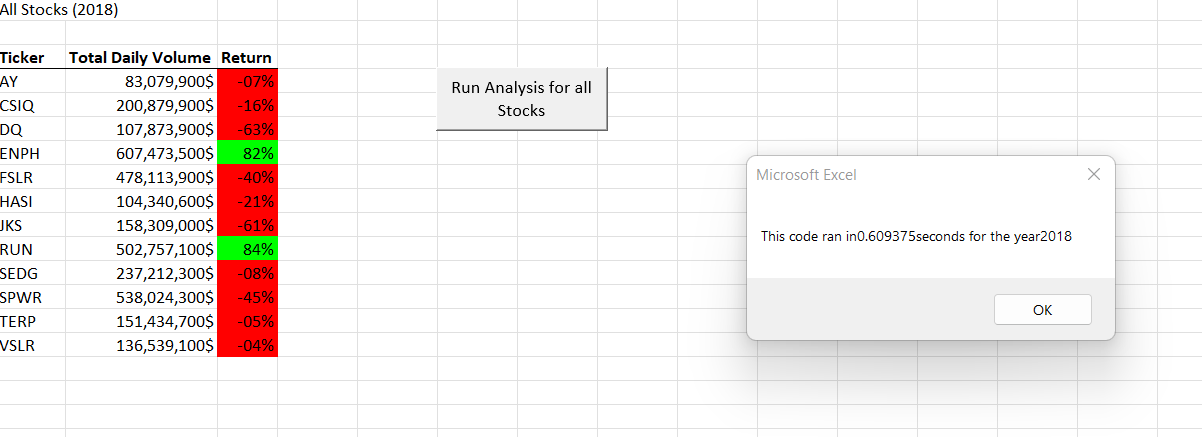 All Stocks (2018)
Ticker Total Daily Volume Return
AY 83,079,900$ -07%
CSIQ 200,879,900$ -16%
DQ 107,873,900$ -63%
ENPH 607,473,500$ 82%
FSLR 478,113,900$ -40%
HASI 104,340,600$ -21%
JKS 158,309,000$ -61%
RUN 502,757,100$ 84%
SEDG 237,212,300$ -08%
SPWR 538,024,300$ -45%
TERP 151,434,700$ -05%
VSLR 136,539,100$ -04%
Run Analysis for all
Stocks
Microsoft Excel
This code ran in0.609375seconds for the year2018
OK